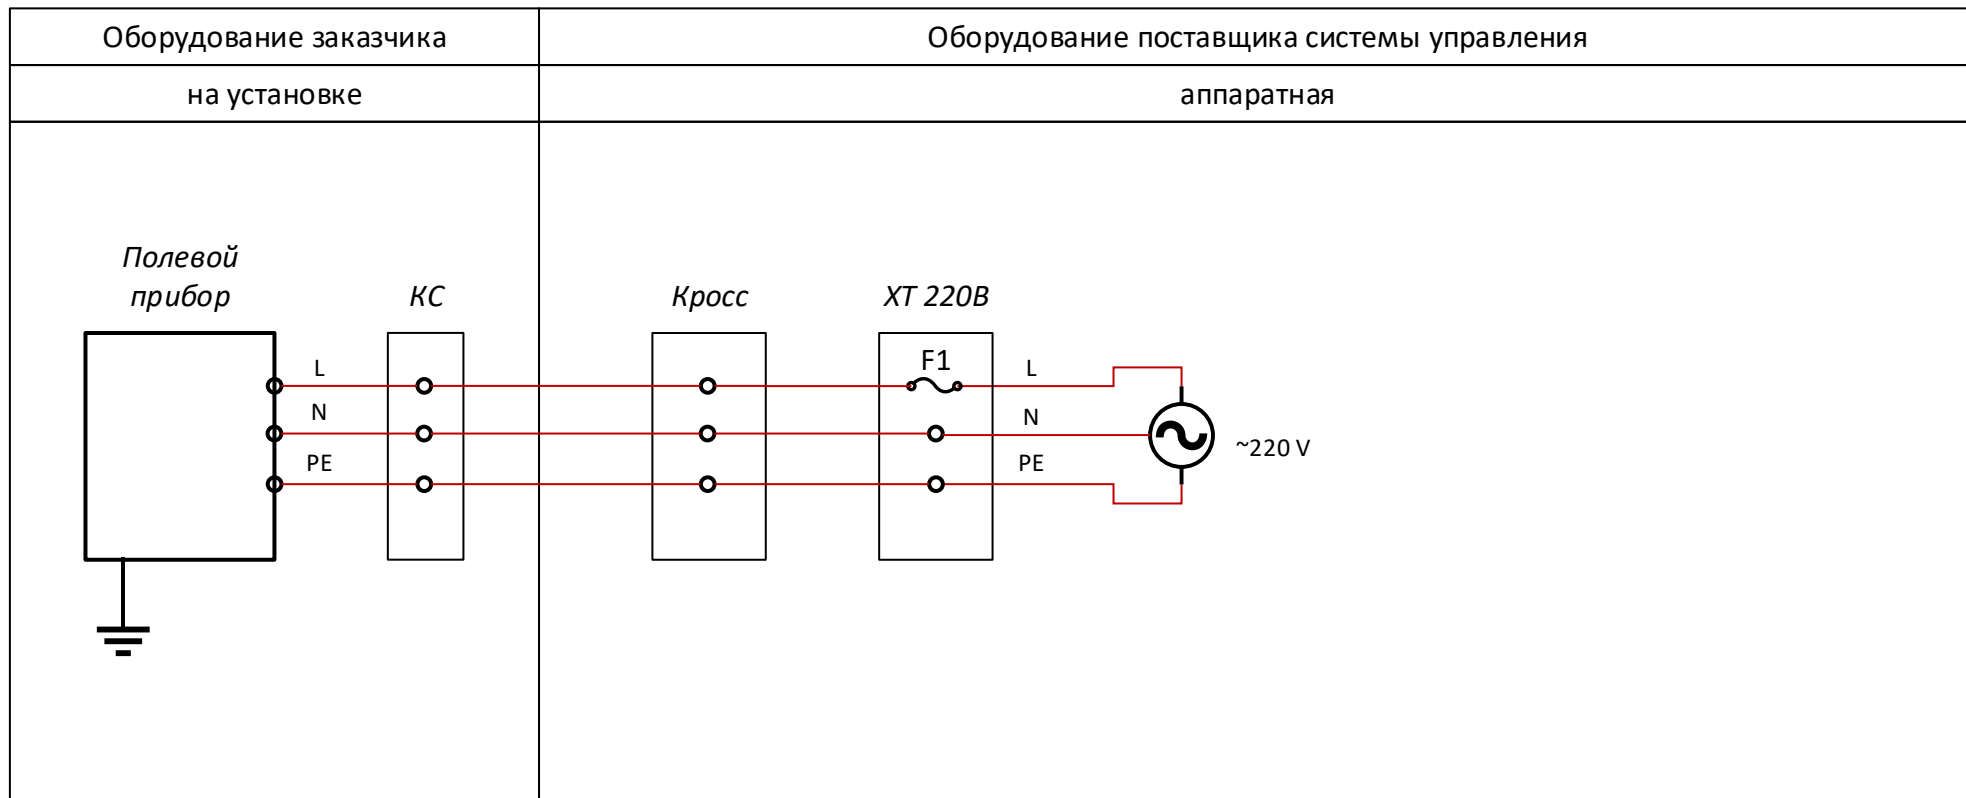 Оборудование заказчика
Оборудование поставщика системы управления
на установке
аппаратная
Полевой
прибор
КС
Кросс
ХТ 220В
F1
L
L
N
N
PE
PE
~220 V